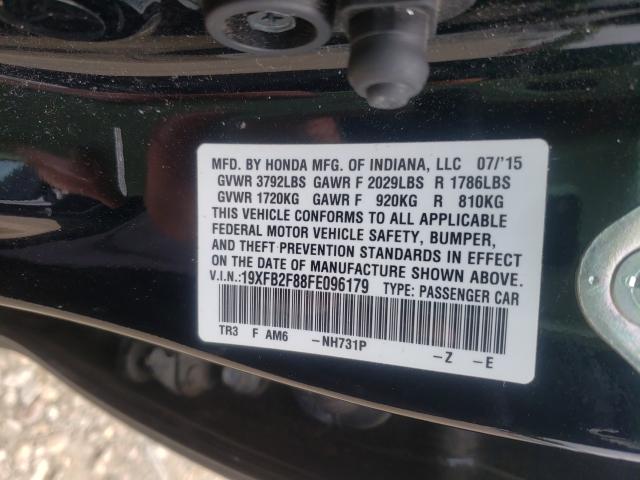 MFD. BY HONDA MFG. OF INDIANA, LLC 07/'15
GVWR 3792LBS GAWR F 2029LBS R 1786LBS
GVWR 1720KG GAWR F 920KG R 810KG
THIS VEHICLE CONFORMS TO ALL APPLICABLE
FEDERAL MOTOR VEHICLE SAFETY, BUMPER,
AND THEFT PREVENTION STANDARDS IN EFFECT
ON THE DATE OF MANUFACTURE SHOWN ABOVE.
V.I.N.:19XFB2F88FE096179 TYPE: PASSENGER CAR
TR3 F AM6 -NH731P -Z -E